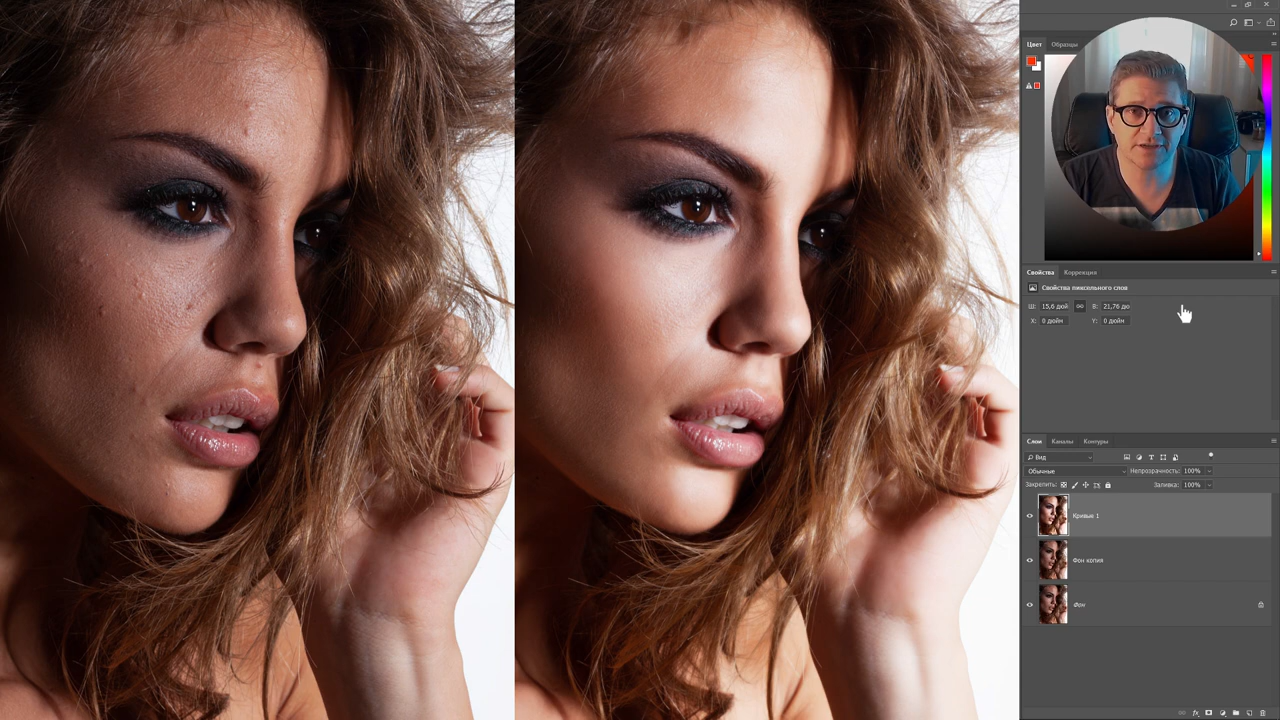 Цвет Образцы
Свойства Коррекция
Свойства пиксельного слоя
Ш: 15,6 дюй В: 21,76 дю
X: 0 дюйм Y: 0 дюйм
Слои Каналы Контуры
Вид
Обычные Непрозрачность: 100%
Закрепить: Заливка: 100%
Кривые 1
Фон копия
Фон